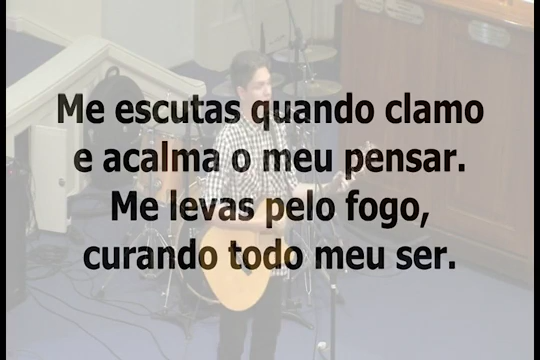 Me escutas quando clamo
e acalma o meu pensar.
Me levas pelo fogo,
curando todo meu ser.